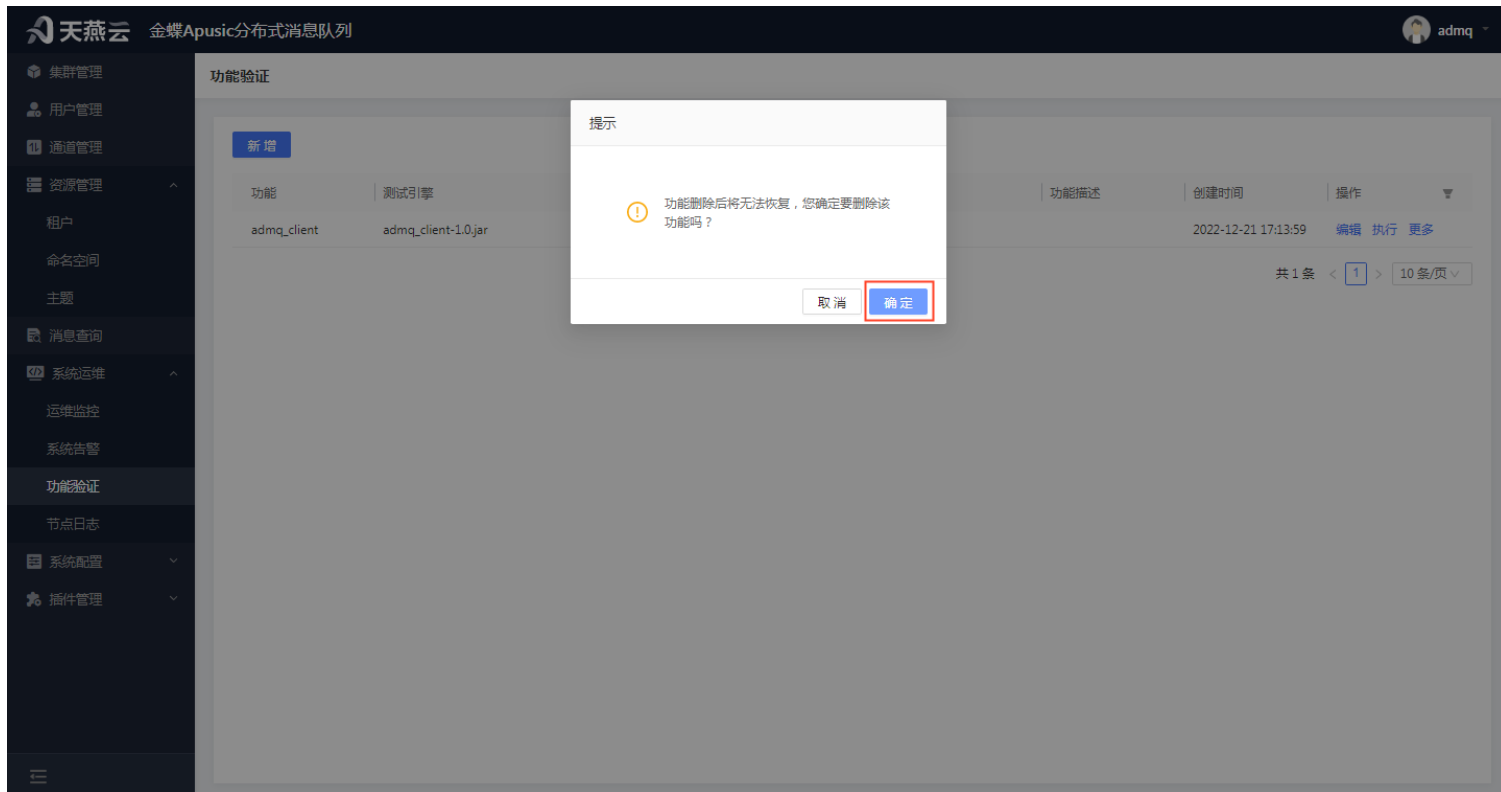 天燕云 金蝶Apusic分布式消息队列
admq
集群管理
用户管理
通道管理
资源管理
租户
命名空间
主题
消息查询
系统运维
运维监控
系统告警
功能验证
节点日志
系统配置
插件管理
功能验证
新增
功能 测试引擎 功能描述 创建时间 操作
admq_client admq_client-1.0.jar 2022-12-21 17:13:59 编辑 执行 更多
共 1 条 < 1 > 10 条/页
提示
功能删除后将无法恢复，您确定要删除该
功能吗？
取消 确定